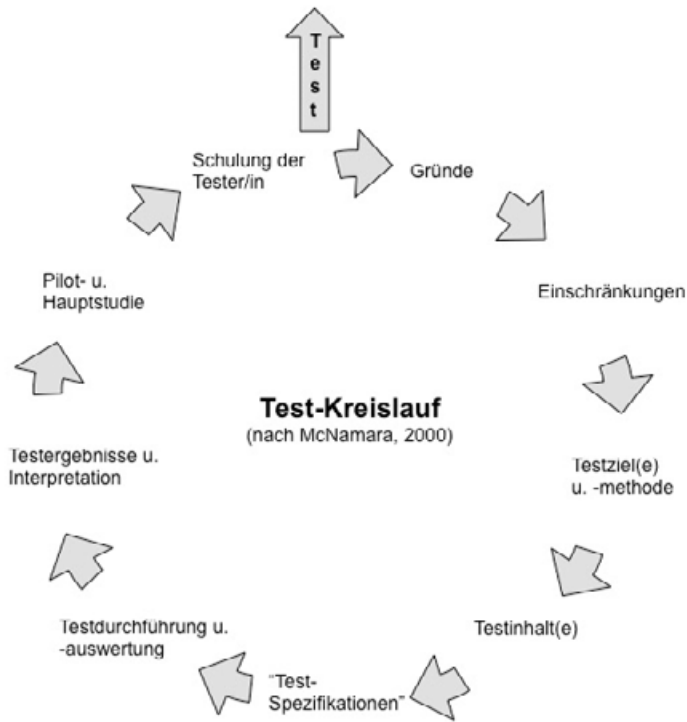 Test
Schulung der
Tester/in
Gründe
Einschränkungen
Testziel(e)
u. -methode
Testinhalt(e)
"Test-
Spezifikationen"
Testdurchführung u.
-auswertung
Testergebnisse u.
Interpretation
Pilot- u.
Hauptstudie
Test-Kreislauf
(nach McNamara, 2000)